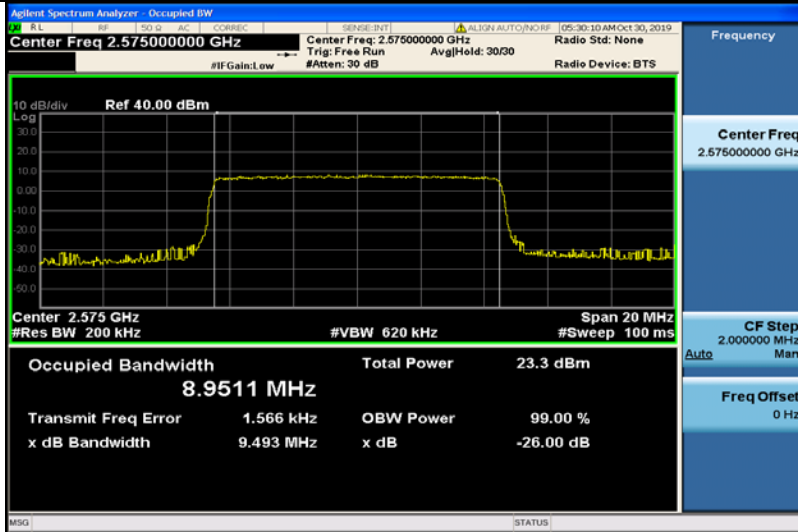 Agilent Spectrum Analyzer - Occupied BW
RL RF 50 Ω AC CORREC SENSE:INT ALIGN AUTO/NO RF 05:30:10 AM Oct 30, 2019
Center Freq 2.575000000 GHz
Center Freq: 2.575000000 GHz
Radio Std: None
Trig: Free Run Avg|Hold: 30/30
#IFGain:Low #Atten: 30 dB Radio Device: BTS
10 dB/div Ref 40.00 dBm
Log
30.0
20.0
10.0
0.00
-10.0
-20.0
-30.0
-40.0
-50.0
Center 2.575 GHz Span 20 MHz
#Res BW 200 kHz #VBW 620 kHz #Sweep 100 ms
Occupied Bandwidth Total Power 23.3 dBm
8.9511 MHz
Transmit Freq Error 1.566 kHz OBW Power 99.00 %
x dB Bandwidth 9.493 MHz x dB -26.00 dB
MSG STATUS
Frequency
Center Freq
2.575000000 GHz
CF Step
2.000000 MHz
Auto Man
Freq Offset
0 Hz